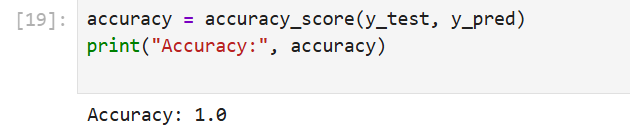 [19]: accuracy = accuracy_score(y_test, y_pred)
print("Accuracy:", accuracy)
Accuracy: 1.0